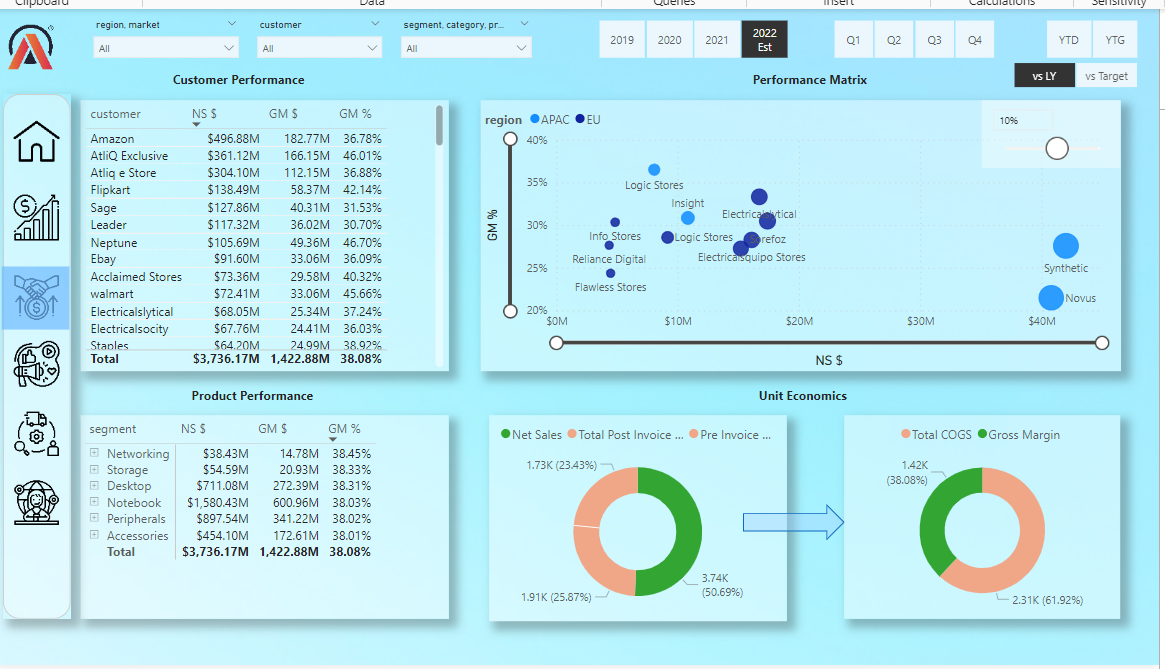 Clipboard Data Queries Insert Calculations Sensitivity
region, market customer segment, category, pr...
All All All
2019 2020 2021 2022 Est
Q1 Q2 Q3 Q4
YTD YTG
vs LY vs Target
Customer Performance
customer NS $ GM $ GM %
Amazon $496.88M 182.77M 36.78%
AtliQ Exclusive $361.12M 166.15M 46.01%
Atliq e Store $304.10M 112.15M 36.88%
Flipkart $138.49M 58.37M 42.14%
Sage $127.86M 40.31M 31.53%
Leader $117.32M 36.02M 30.70%
Neptune $105.69M 49.36M 46.70%
Ebay $91.60M 33.06M 36.09%
Acclaimed Stores $73.36M 29.58M 40.32%
walmart $72.41M 33.06M 45.66%
Electricalslytical $68.05M 25.34M 37.24%
Electricalsocity $67.76M 24.41M 36.03%
Staples $64.20M 24.99M 38.92%
Total $3,736.17M 1,422.88M 38.08%
Performance Matrix
region APAC EU
10%
GM %
40%
35%
30%
25%
20%
Logic Stores
Insight
Electricalslytical
Info Stores
Logic Stores
Reliance Digital
Electricalsquipo Stores
Flawless Stores
Synthetic
Novus
$0M $10M $20M $30M $40M
NS $
Product Performance
segment NS $ GM $ GM %
Networking $38.43M 14.78M 38.45%
Storage $54.59M 20.93M 38.33%
Desktop $711.08M 272.39M 38.31%
Notebook $1,580.43M 600.96M 38.03%
Peripherals $897.54M 341.22M 38.02%
Accessories $454.10M 172.61M 38.01%
Total $3,736.17M 1,422.88M 38.08%
Unit Economics
Net Sales Total Post Invoice ... Pre Invoice ...
1.73K (23.43%)
3.74K
(50.69%)
1.91K (25.87%)
Total COGS Gross Margin
1.42K
(38.08%)
2.31K (61.92%)